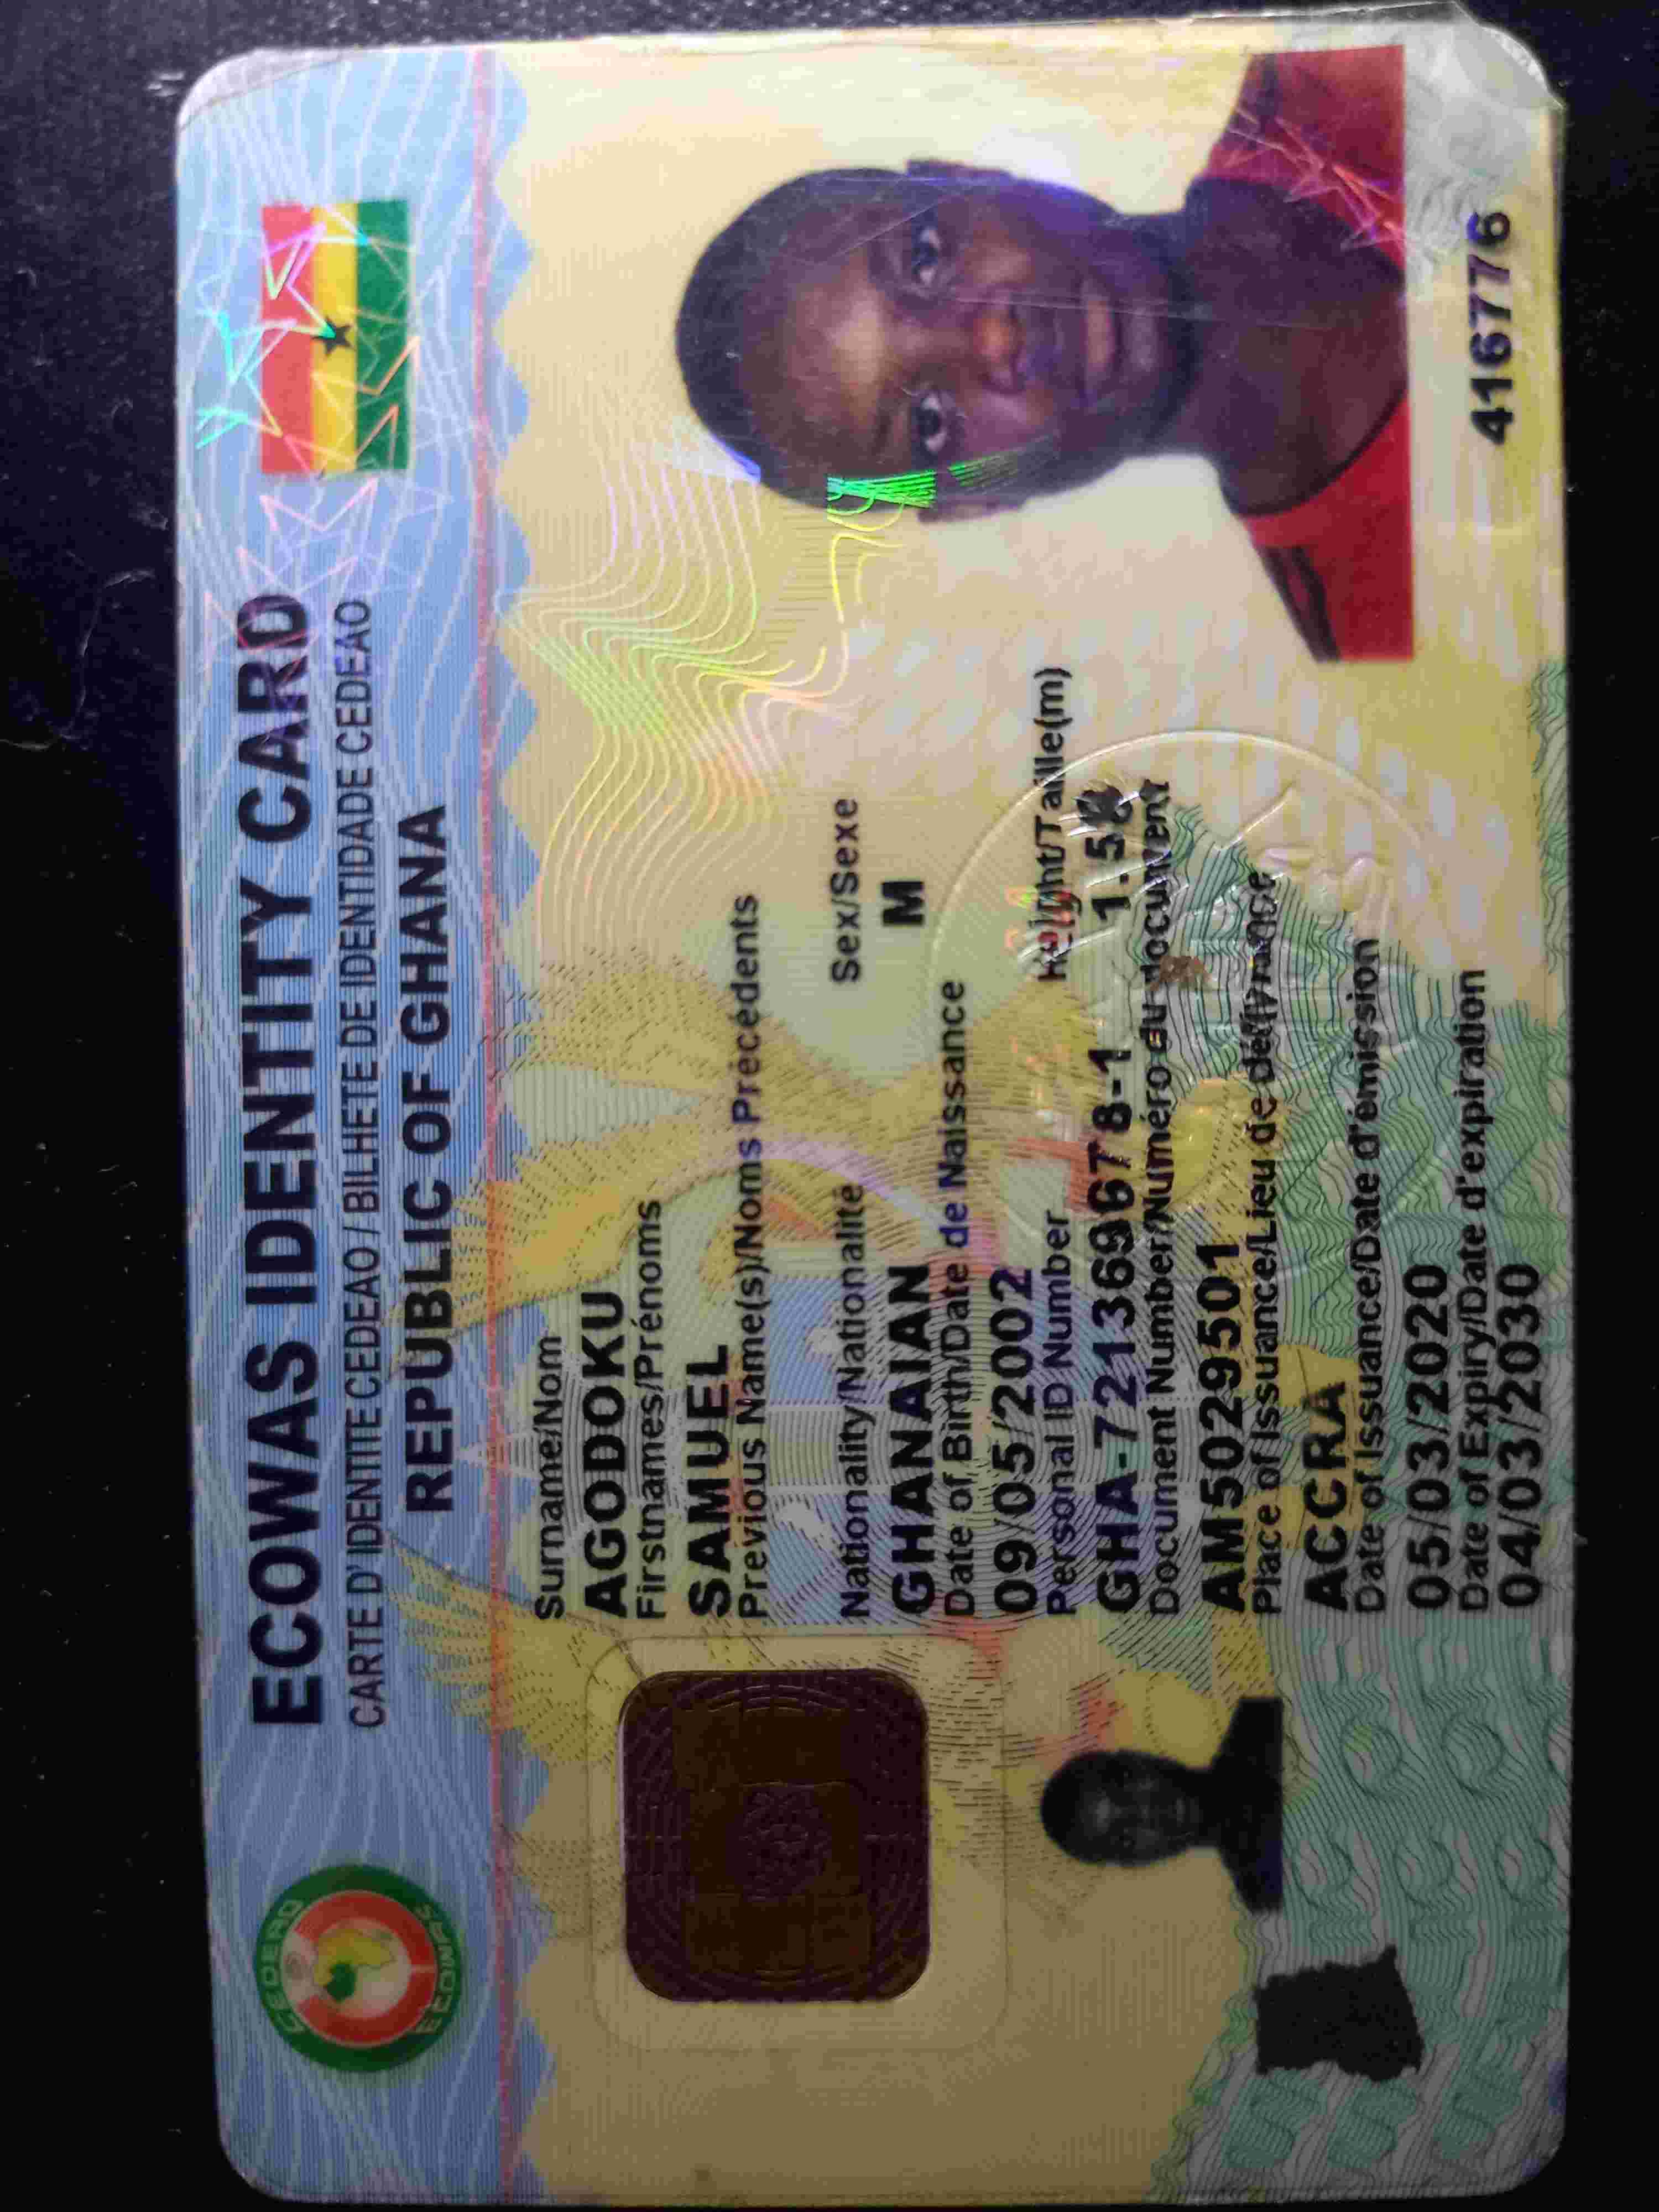 ECOWAS IDENTITY CARD
CARTE D' IDENTITE CEDEAO / BILHETE DE IDENTIDADE CEDEAO
REPUBLIC OF GHANA
CEDEAO
ECOWAS
Surname/Nom
AGODOKU
Firstnames/Prénoms
SAMUEL
Previous Name(s)/Noms Précédents
Nationality/Nationalité Sex/Sexe
GHANAIAN M
Date of Birth/Date de Naissance
09/05/2002
Personal ID Number Height/Taille(m)
GHA-721369678-1
Document Number/Numéro du document
AM5029501
Place of Issuance/Lieu de délivrance
ACCRA
Date of Issuance/Date d'émission
05/03/2020
Date of Expiry/Date d'expiration
04/03/2030
416776